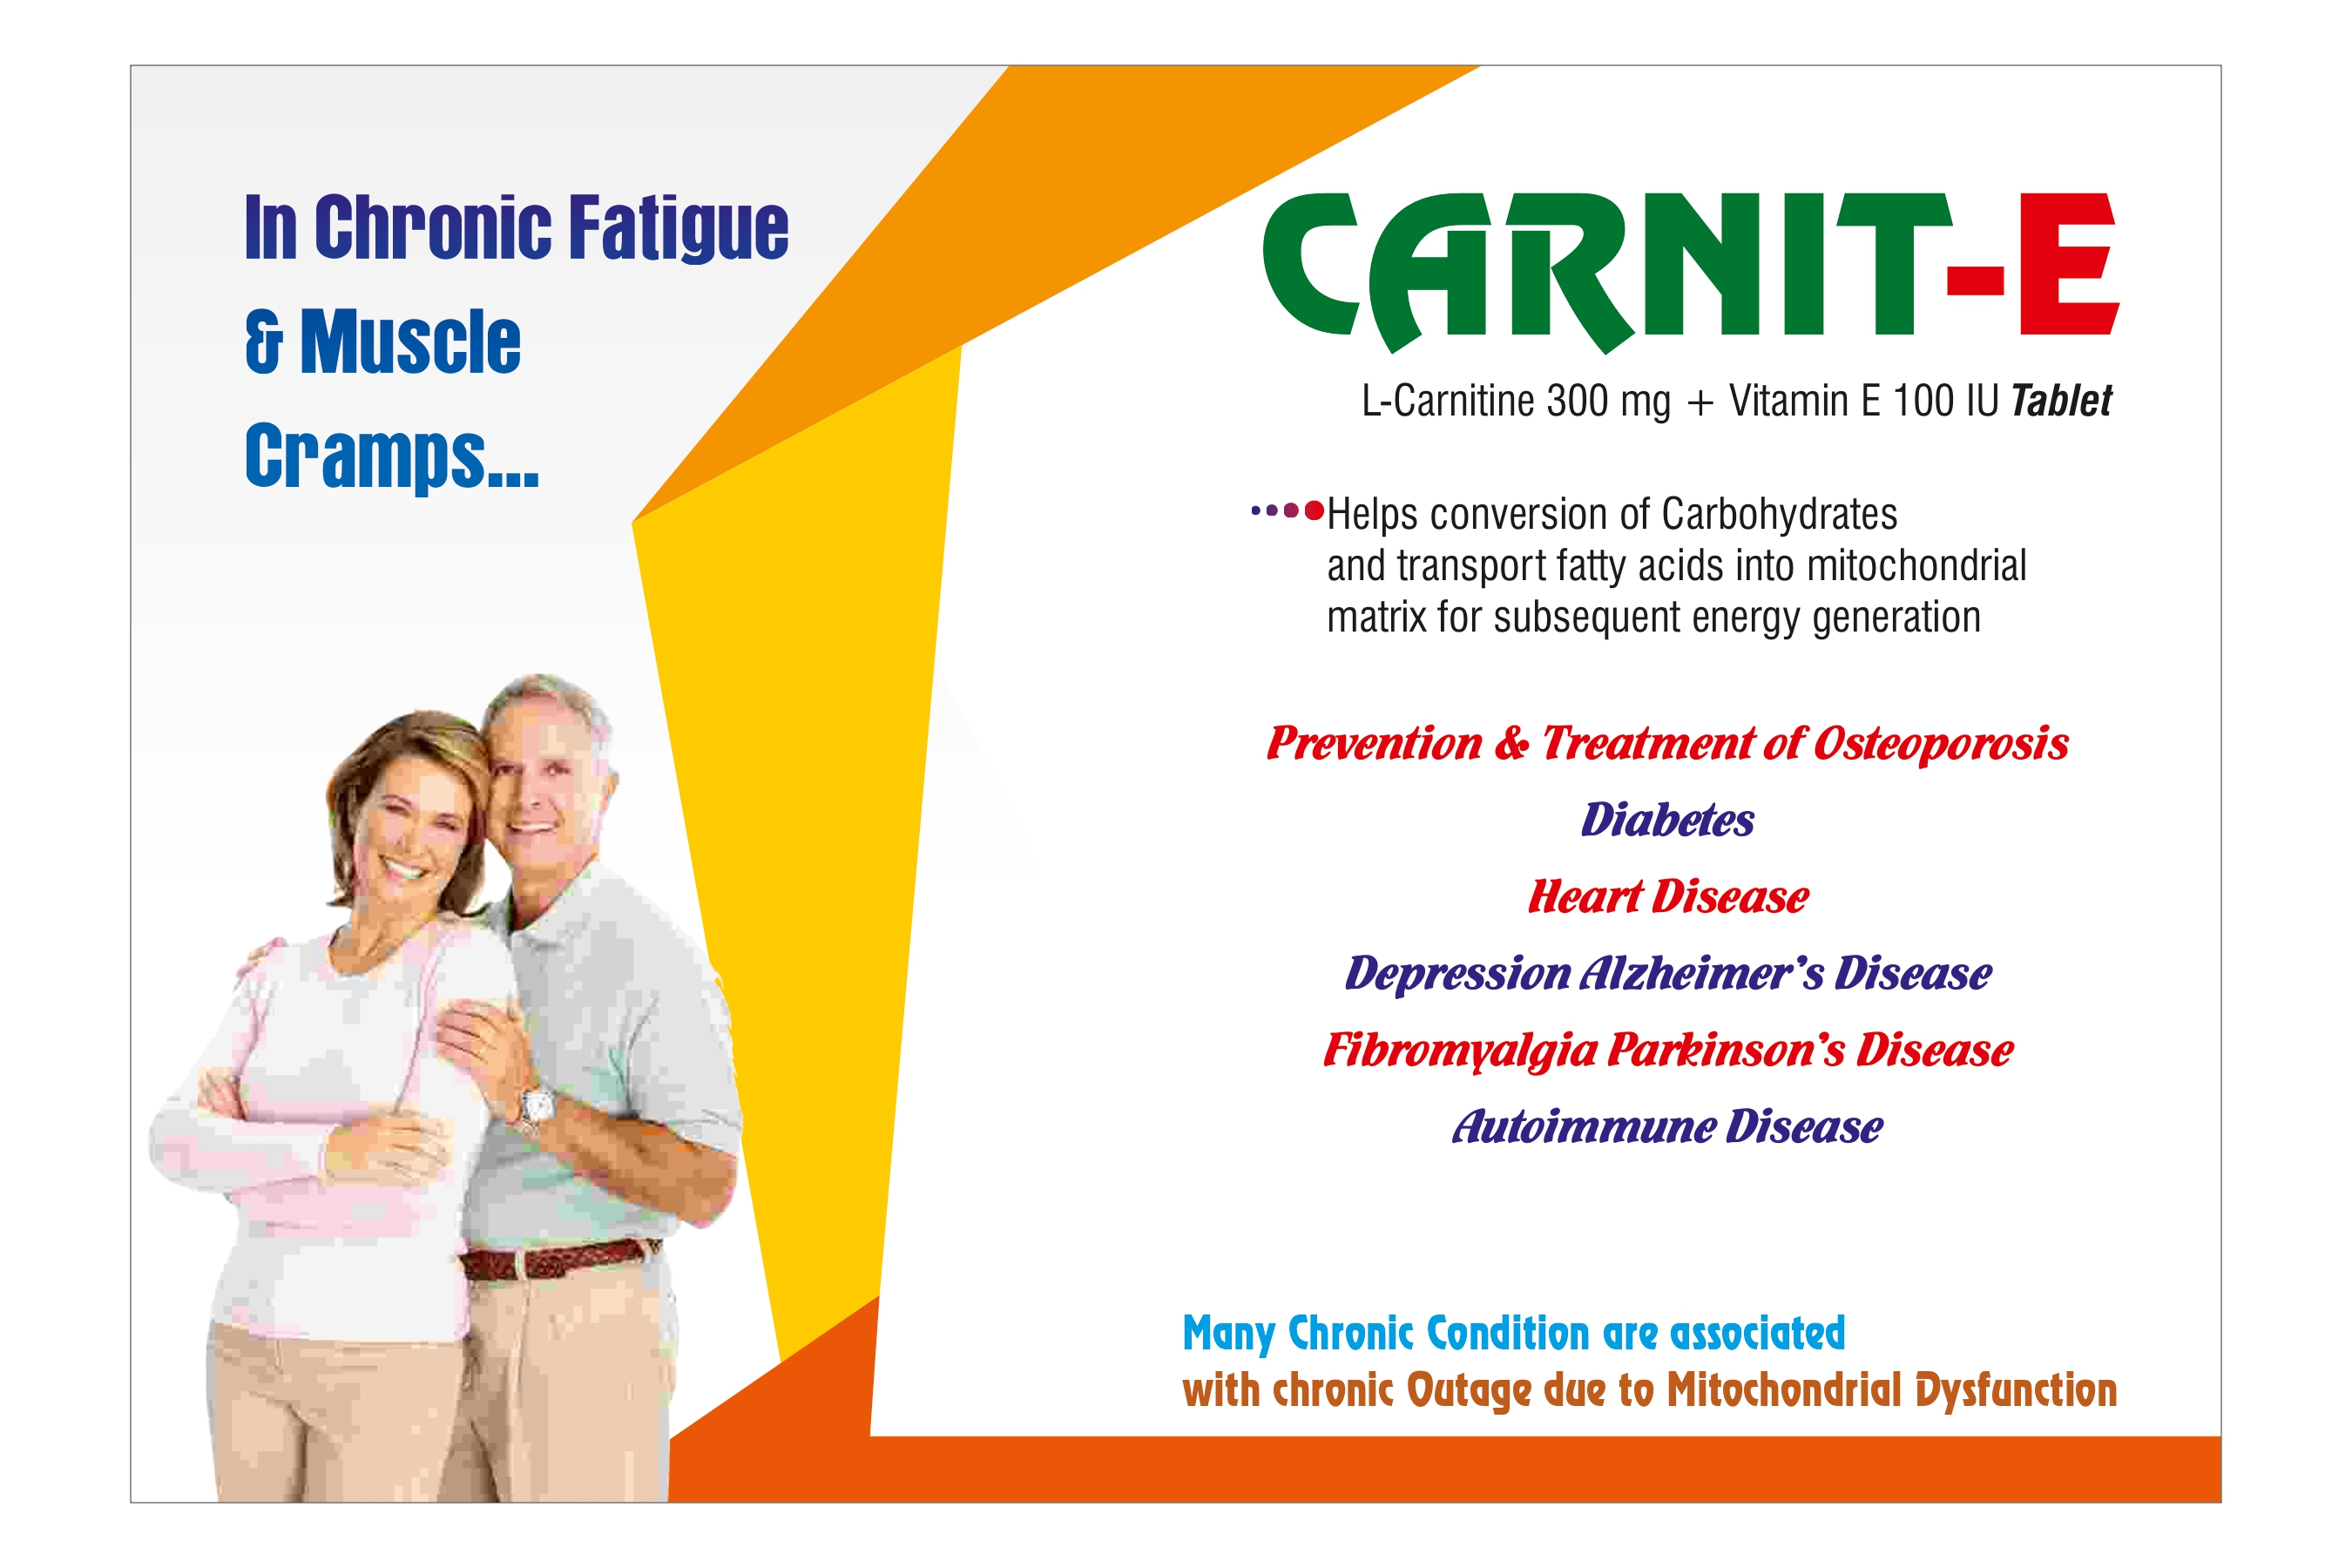 In Chronic Fatigue
& Muscle
Cramps...
CARNIT-E
L-Carnitine 300 mg + Vitamin E 100 IU Tablet
Helps conversion of Carbohydrates
and transport fatty acids into mitochondrial
matrix for subsequent energy generation
Prevention & Treatment of Osteoporosis
Diabetes
Heart Disease
Depression Alzheimer's Disease
Fibromyalgia Parkinson's Disease
Autoimmune Disease
Many Chronic Condition are associated
with chronic Outage due to Mitochondrial Dysfunction